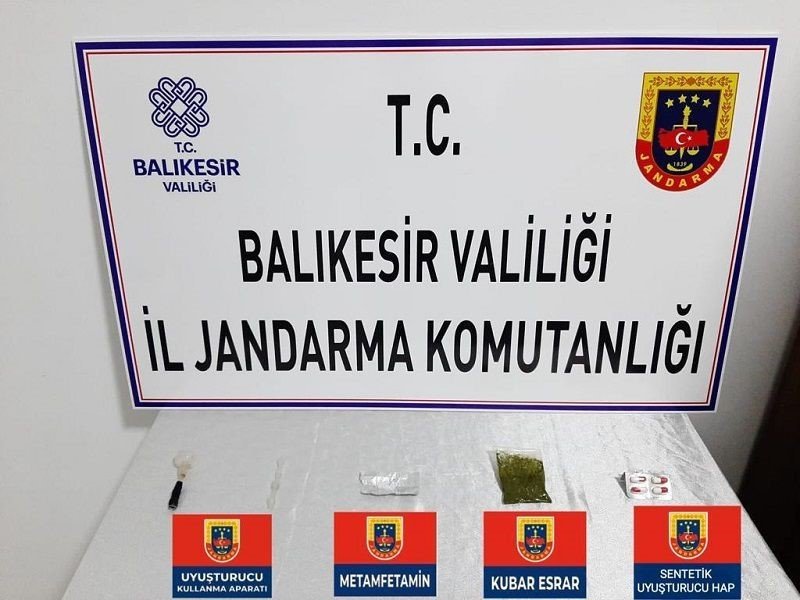 T.C.
BALIKESİR
VALİLİĞİ
T.C.
BALIKESİR VALİLİĞİ
İL JANDARMA KOMUTANLIĞI
1839
JANDARMA
UYUŞTURUCU
KULLANMA APARATI
METAMFETAMİN
KUBAR ESRAR
SENTETİK
UYUŞTURUCU HAP